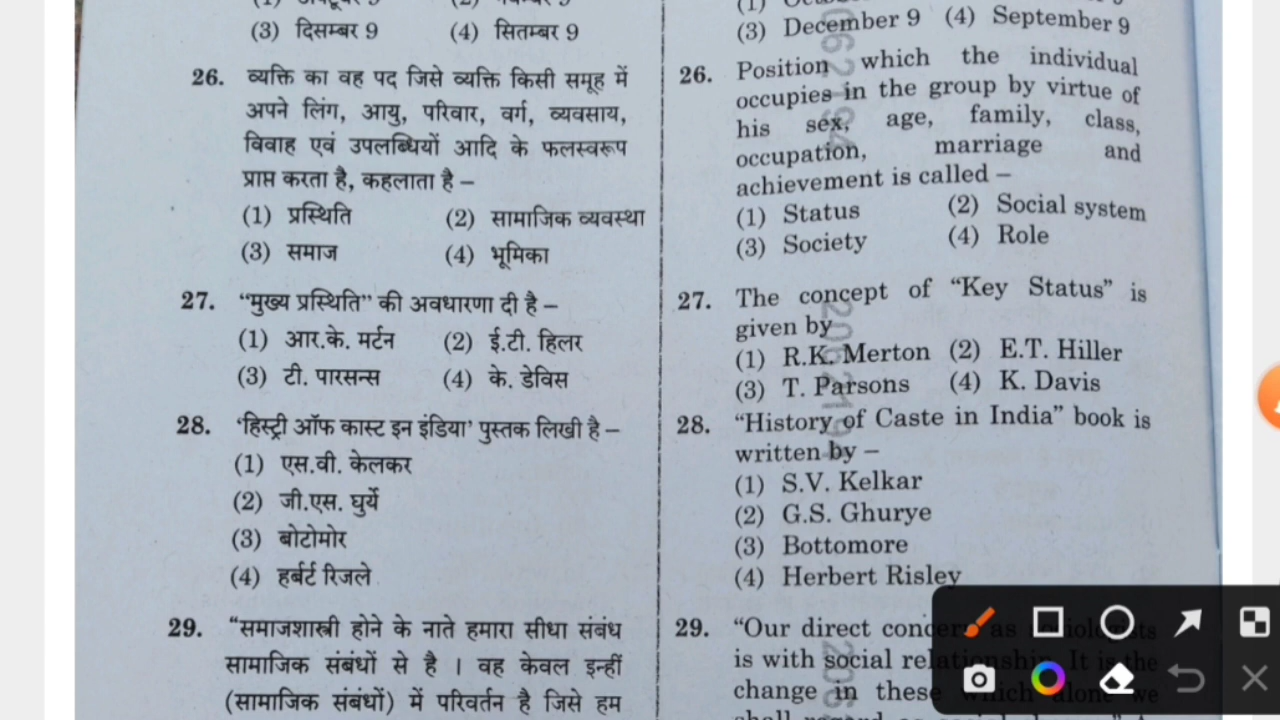 (3) दिसम्बर 9 (4) सितम्बर 9
26. व्यक्ति का वह पद जिसे व्यक्ति किसी समूह में
अपने लिंग, आयु, परिवार, वर्ग, व्यवसाय,
विवाह एवं उपलब्धियों आदि के फलस्वरूप
प्राप्त करता है, कहलाता है –
(1) प्रस्थिति (2) सामाजिक व्यवस्था
(3) समाज (4) भूमिका
27. “मुख्य प्रस्थिति” की अवधारणा दी है –
(1) आर.के. मर्टन (2) ई.टी. हिलर
(3) टी. पारसन्स (4) के. डेविस
28. ‘हिस्ट्री ऑफ कास्ट इन इंडिया’ पुस्तक लिखी है –
(1) एस.वी. केलकर
(2) जी.एस. घुर्ये
(3) बोटोमोर
(4) हर्बर्ट रिजले
29. “समाजशास्त्री होने के नाते हमारा सीधा संबंध
सामाजिक संबंधों से है । वह केवल इन्हीं
(सामाजिक संबंधों) में परिवर्तन है जिसे हम
(3) December 9 (4) September 9
26. Position which the individual
occupies in the group by virtue of
his sex, age, family, class,
occupation, marriage and
achievement is called –
(1) Status (2) Social system
(3) Society (4) Role
27. The concept of “Key Status” is
given by
(1) R.K. Merton (2) E.T. Hiller
(3) T. Parsons (4) K. Davis
28. “History of Caste in India” book is
written by –
(1) S.V. Kelkar
(2) G.S. Ghurye
(3) Bottomore
(4) Herbert Risley
29. “Our direct concern as sociologists
is with social relationship. It is the
change in these which alone we